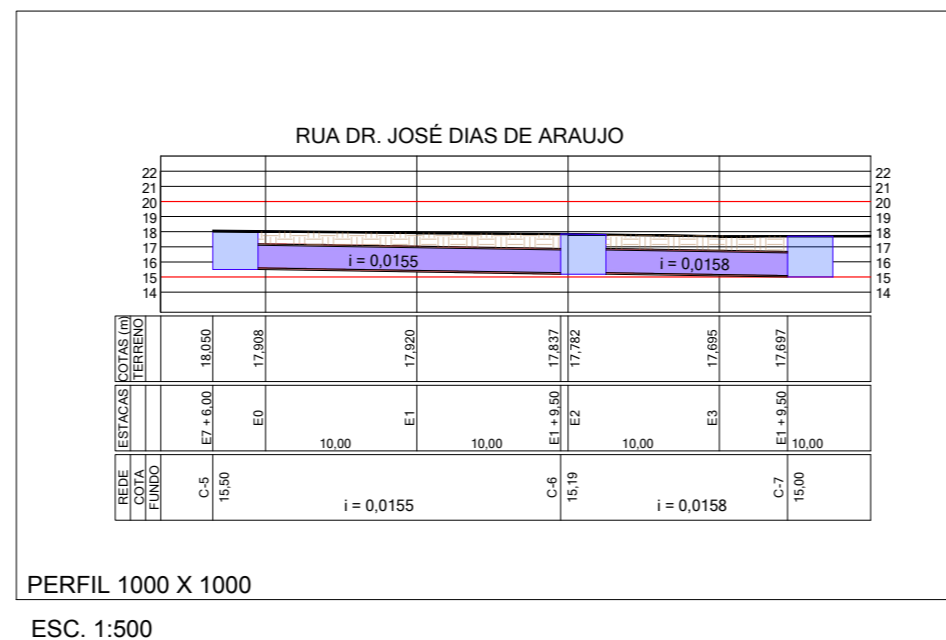 RUA DR. JOSÉ DIAS DE ARAUJO
22 22
21 21
20 20
19 19
18 18
17 17
16 16
15 15
14 14
i = 0,0155 i = 0,0158
COTAS (m)
TERRENO
18,050 17,908 17,920 17,837 17,782 17,695 17,697
ESTACAS
E7 + 6,00 E0 E1 E1 + 9,50 E2 E3 E1 + 9,50
10,00 10,00 10,00 10,00
REDE
COTA
FUNDO
C-5 15,50 C-6 15,19 C-7 15,00
i = 0,0155 i = 0,0158
PERFIL 1000 X 1000
ESC. 1:500